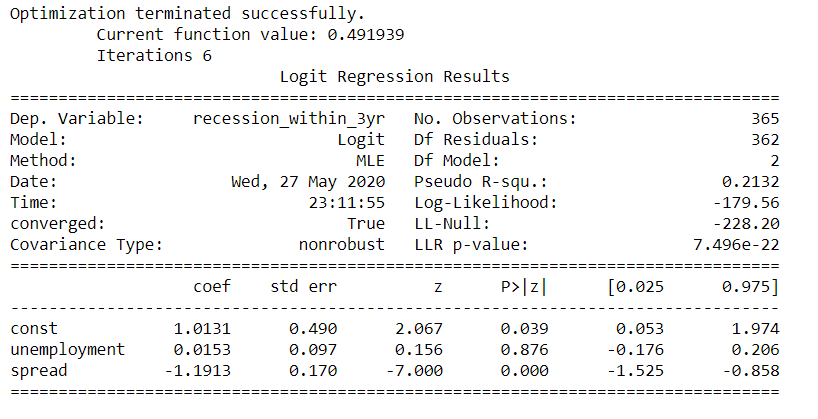 Optimization terminated successfully.
         Current function value: 0.491939
         Iterations 6
                           Logit Regression Results
================================================================================
Dep. Variable:     recession_within_3yr   No. Observations:                  365
Model:                            Logit   Df Residuals:                      362
Method:                             MLE   Df Model:                            2
Date:                  Wed, 27 May 2020   Pseudo R-squ.:                  0.2132
Time:                          23:11:55   Log-Likelihood:                -179.56
converged:                         True   LL-Null:                       -228.20
Covariance Type:              nonrobust   LLR p-value:                 7.496e-22
================================================================================
                   coef    std err          z      P>|z|      [0.025      0.975]
--------------------------------------------------------------------------------
const            1.0131      0.490      2.067      0.039       0.053       1.974
unemployment     0.0153      0.097      0.156      0.876      -0.176       0.206
spread          -1.1913      0.170     -7.000      0.000      -1.525      -0.858
================================================================================